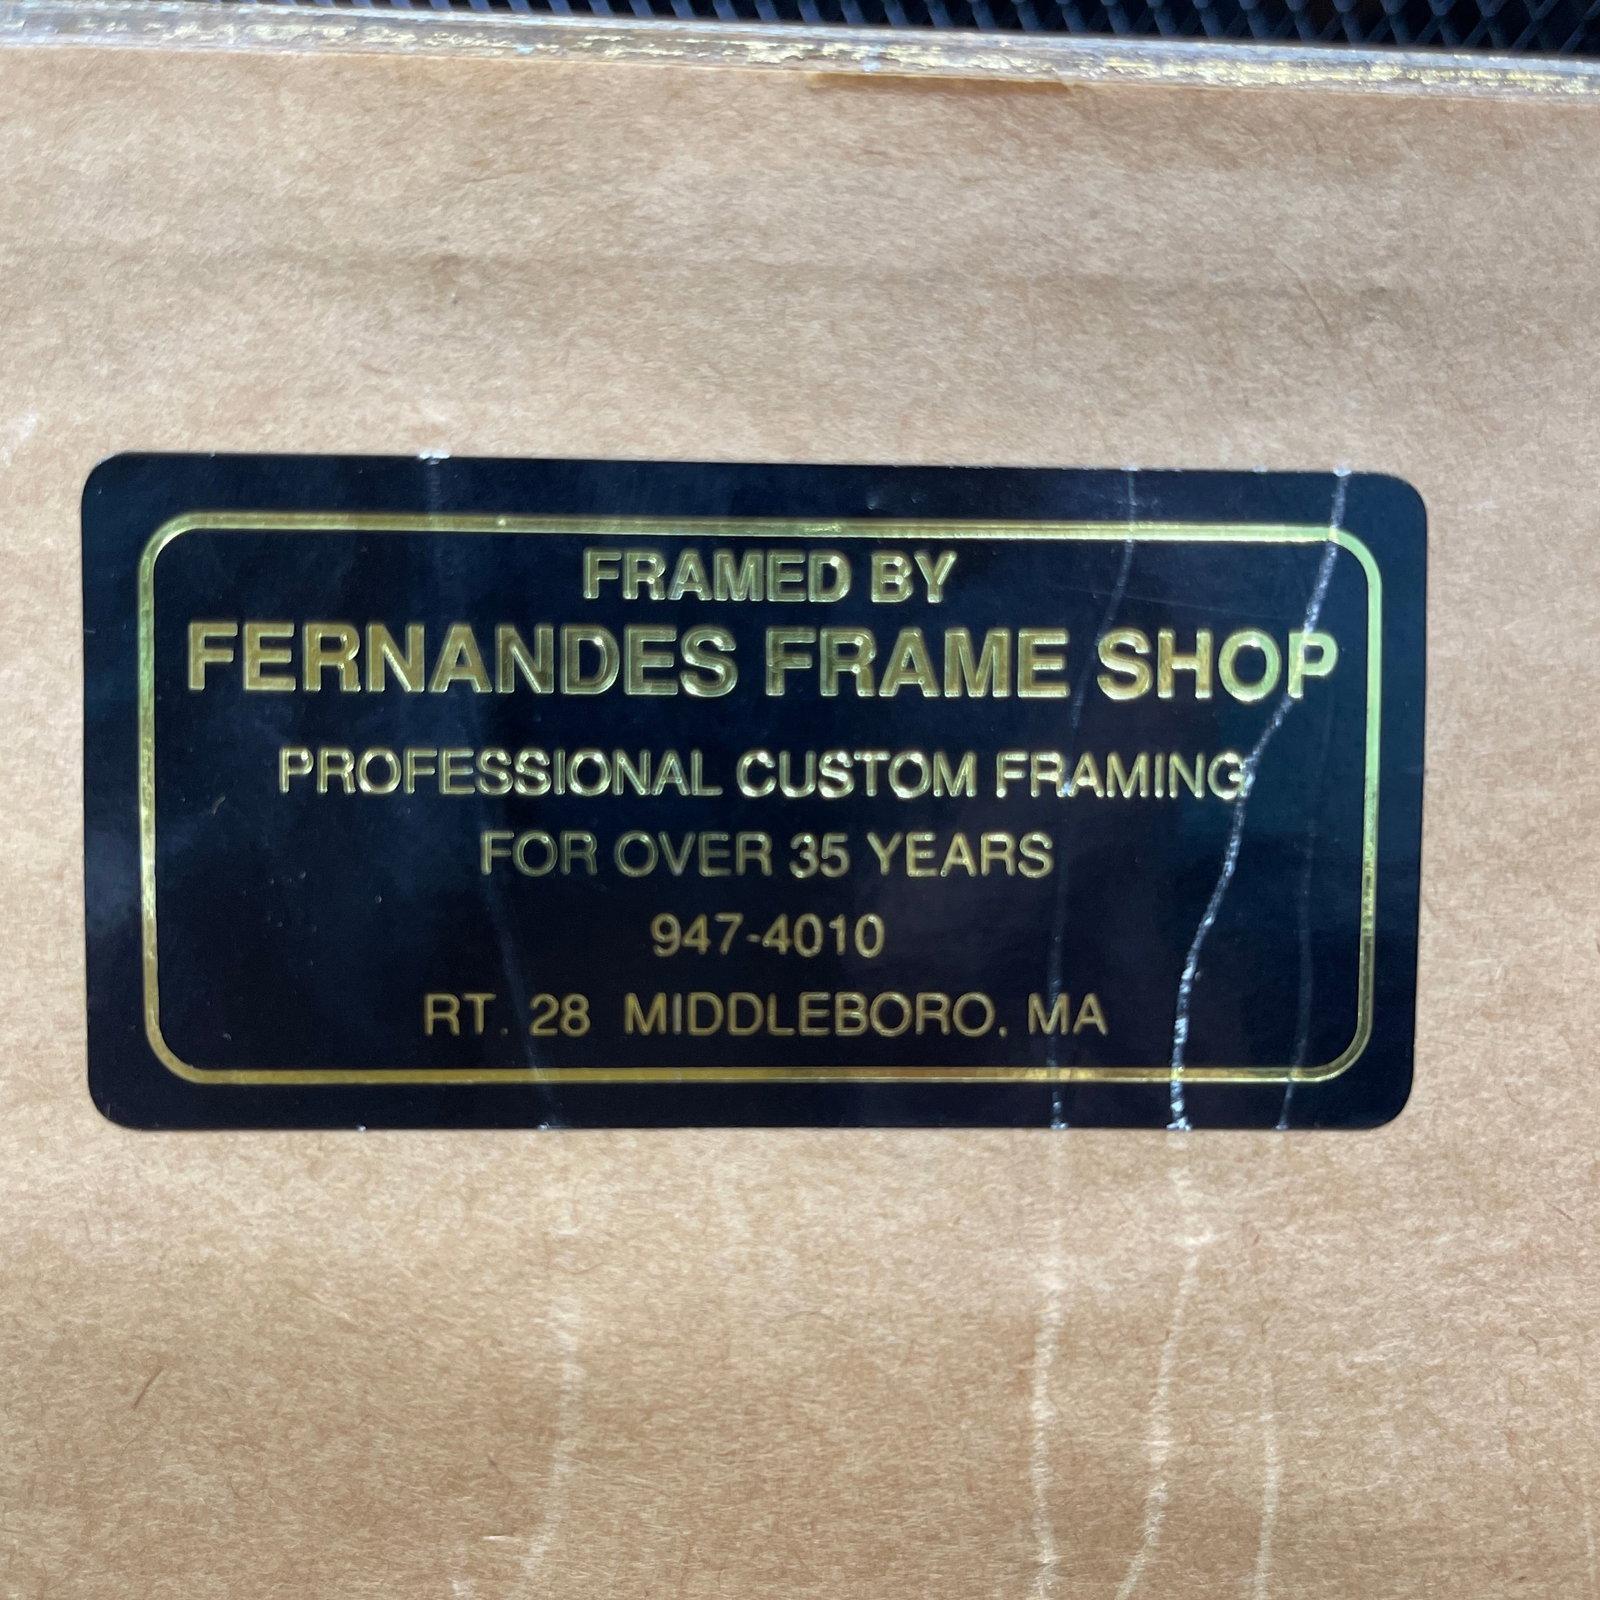 FRAMED BY
FERNANDES FRAME SHOP
PROFESSIONAL CUSTOM FRAMING
FOR OVER 35 YEARS
947-4010
RT. 28 MIDDLEBORO, MA